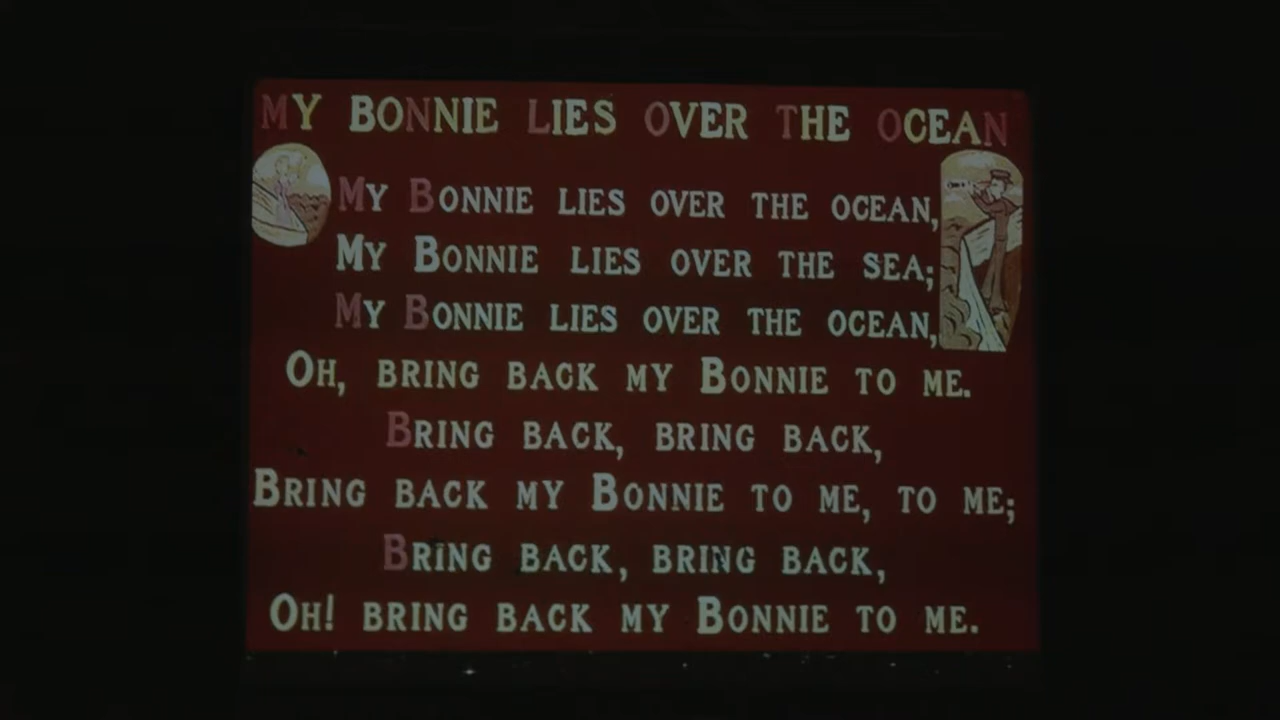 MY BONNIE LIES OVER THE OCEAN
MY BONNIE LIES OVER THE OCEAN,
MY BONNIE LIES OVER THE SEA;
MY BONNIE LIES OVER THE OCEAN,
OH, BRING BACK MY BONNIE TO ME.
BRING BACK, BRING BACK,
BRING BACK MY BONNIE TO ME, TO ME;
BRING BACK, BRING BACK,
OH! BRING BACK MY BONNIE TO ME.